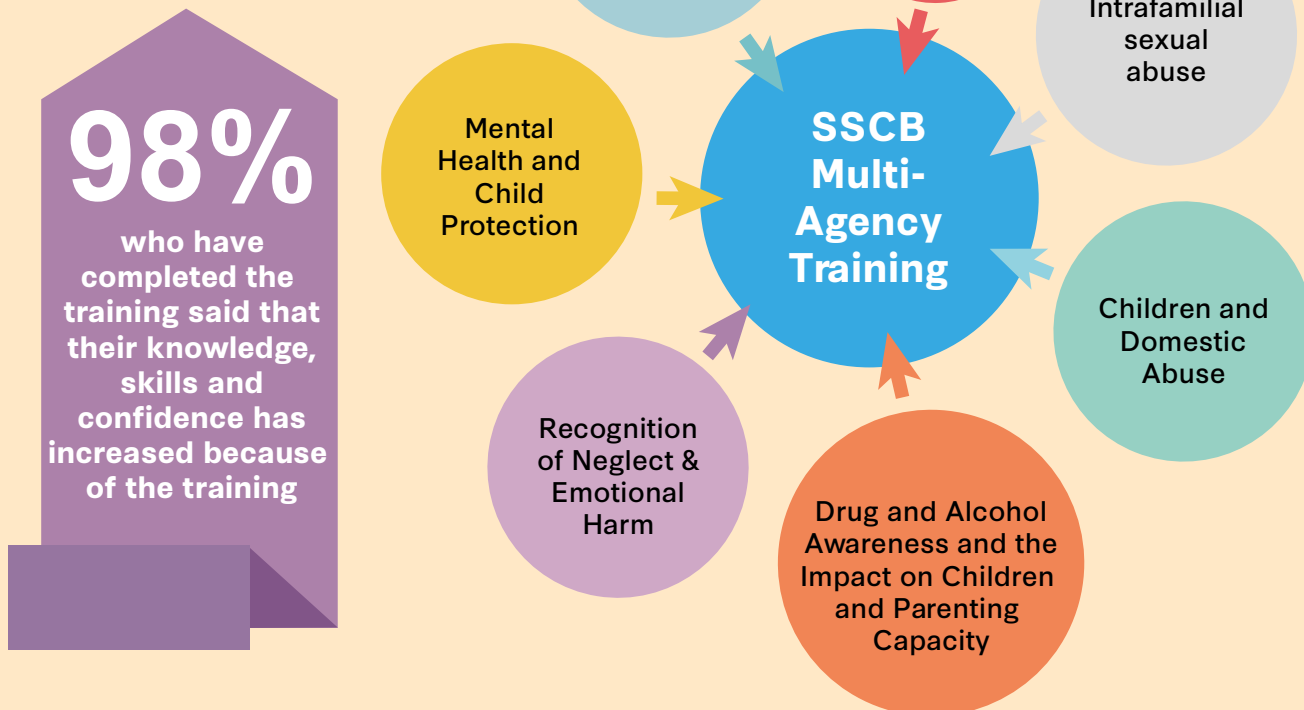 98%
who have
completed the
training said that
their knowledge,
skills and
confidence has
increased because
of the training
Mental
Health and
Child
Protection
SSCB
Multi-
Agency
Training
Intrafamilial
sexual
abuse
Children and
Domestic
Abuse
Recognition
of Neglect &
Emotional
Harm
Drug and Alcohol
Awareness and the
Impact on Children
and Parenting
Capacity